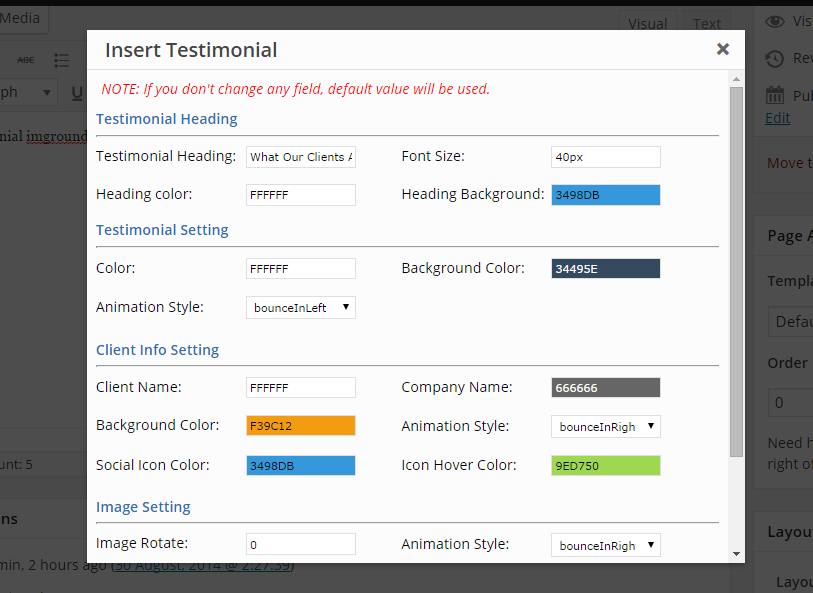 Media
Visual Text
Vis
Insert Testimonial
ABC
Rev
NOTE: If you don't change any field, default value will be used.
ph U
Pu
Testimonial Heading
Edit
nial imground
Testimonial Heading: What Our Clients A Font Size: 40px
Move t
Heading color: FFFFFF Heading Background: 3498DB
Testimonial Setting
Page A
Color: FFFFFF Background Color: 34495E
Templa
Animation Style: bounceInLeft
Defau
Client Info Setting
Order
Client Name: FFFFFF Company Name: 666666
0
Background Color: F39C12 Animation Style: bounceInRigh
Need h
Social Icon Color: 3498DB Icon Hover Color: 9ED750
unt: 5
right of
Image Setting
ns
Layou
Image Rotate: 0 Animation Style: bounceInRigh
min, 2 hours ago (30 August, 2014 @ 2:27:39)
Layou